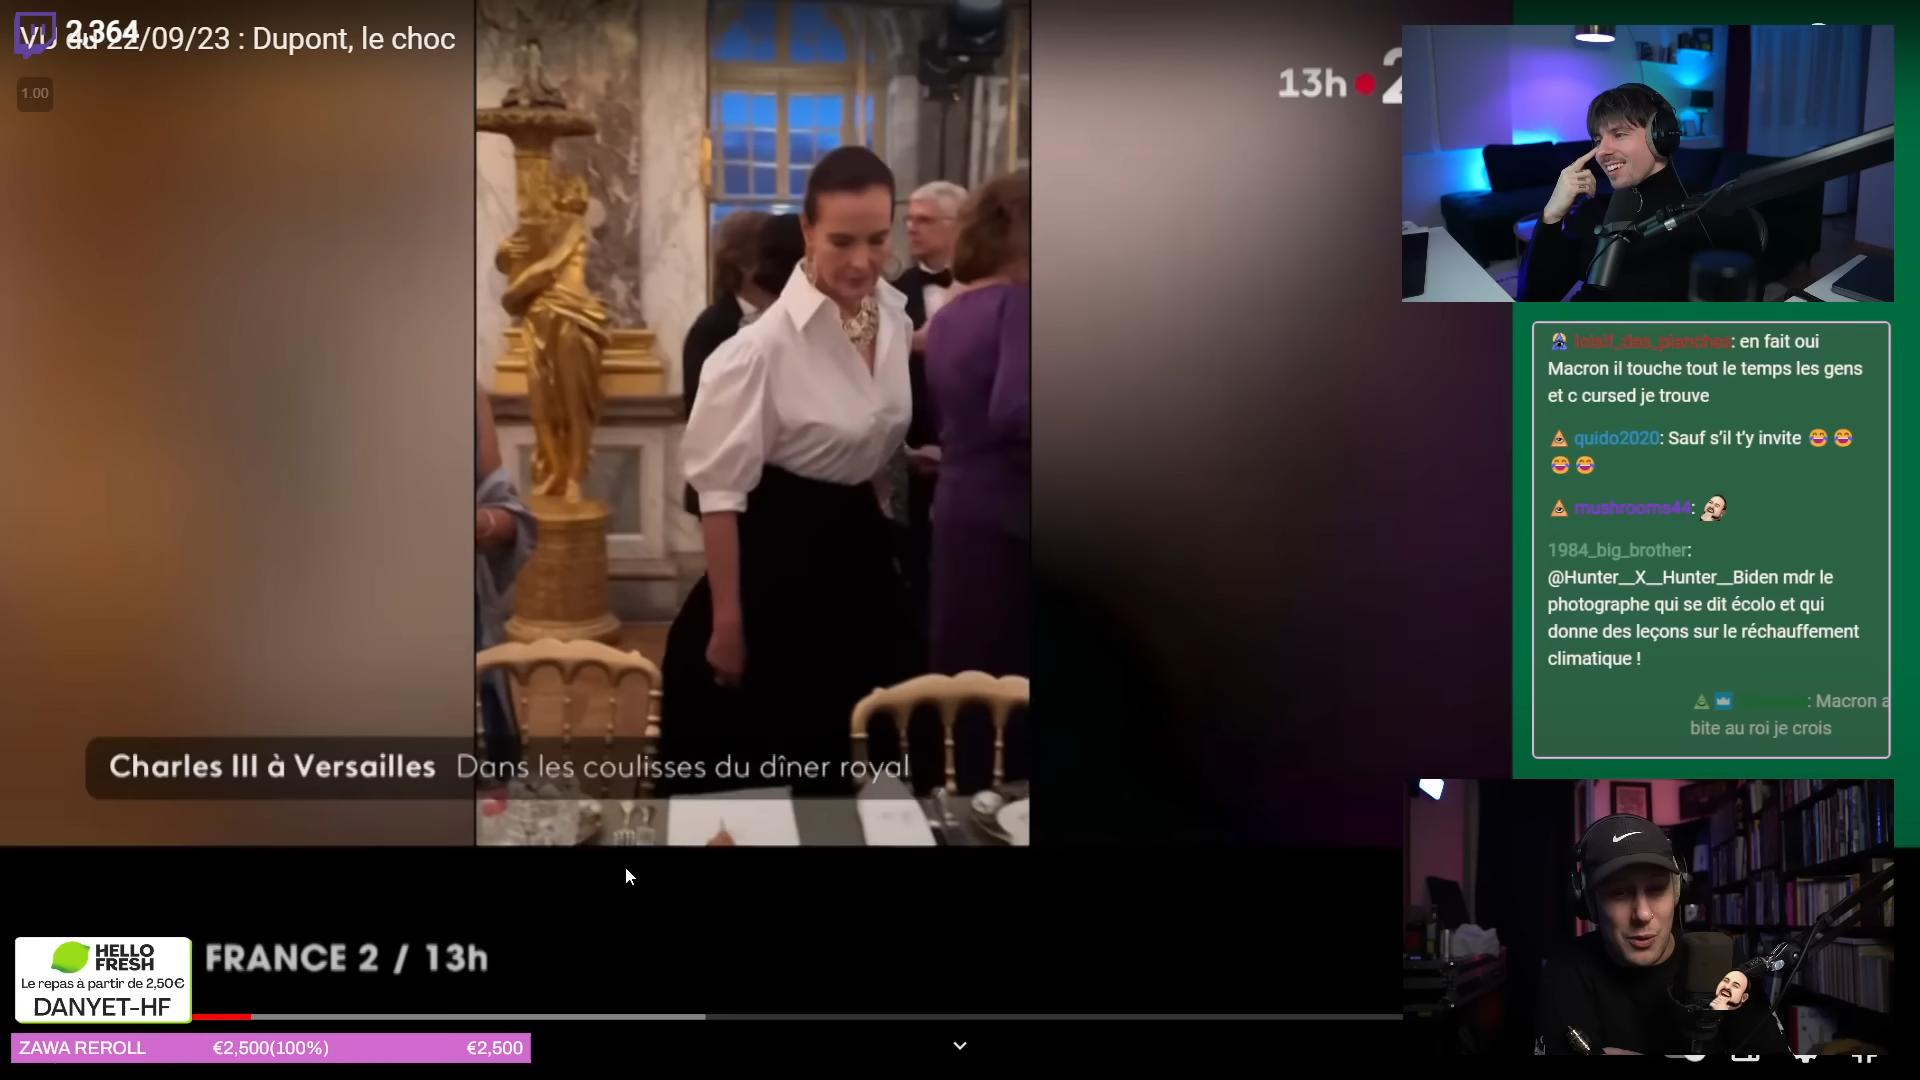 2,364
VU du 22/09/23 : Dupont, le choc
1.00
13h
loistf_des_planches: en fait oui
Macron il touche tout le temps les gens
et c cursed je trouve
quido2020: Sauf s’il t’y invite 😂 😂
😂 😂
mushrooms44:
1984_big_brother:
@Hunter__X__Hunter__Biden mdr le
photographe qui se dit écolo et qui
donne des leçons sur le réchauffement
climatique !
: Macron a
bite au roi je crois
Charles III à Versailles Dans les coulisses du dîner royal
HELLO
FRESH
Le repas à partir de 2,50€
DANYET-HF
FRANCE 2 / 13h
ZAWA REROLL €2,500(100%) €2,500